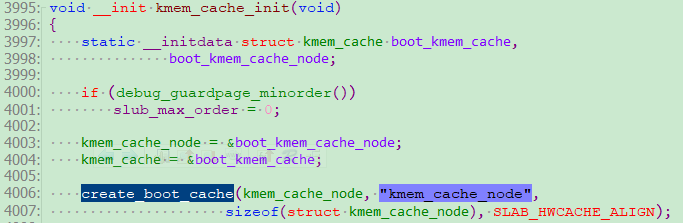 3995: void __init kmem_cache_init(void)
3996: {
3997: static __initdata struct kmem_cache boot_kmem_cache,
3998: boot_kmem_cache_node;
3999:
4000: if (debug_guardpage_minorder())
4001: slub_max_order = 0;
4002:
4003: kmem_cache_node = &boot_kmem_cache_node;
4004: kmem_cache = &boot_kmem_cache;
4005:
4006: create_boot_cache(kmem_cache_node, "kmem_cache_node",
4007: sizeof(struct kmem_cache_node), SLAB_HWCACHE_ALIGN);